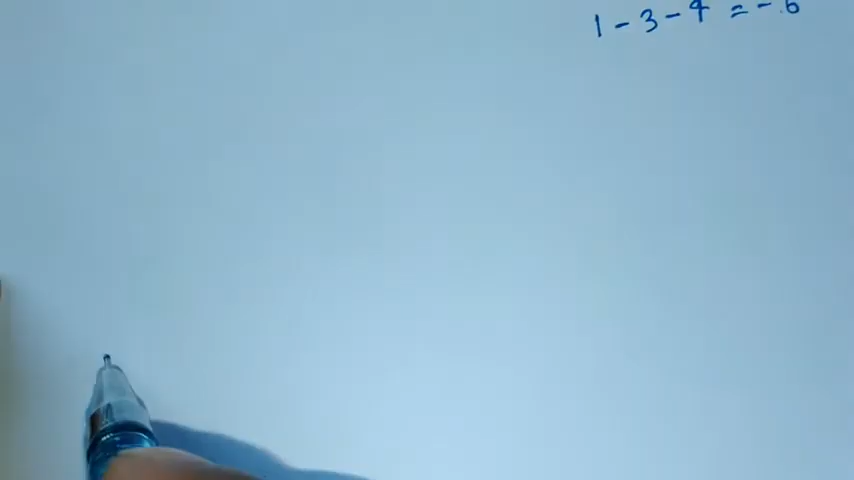 1 - 3 - 4 = - 6